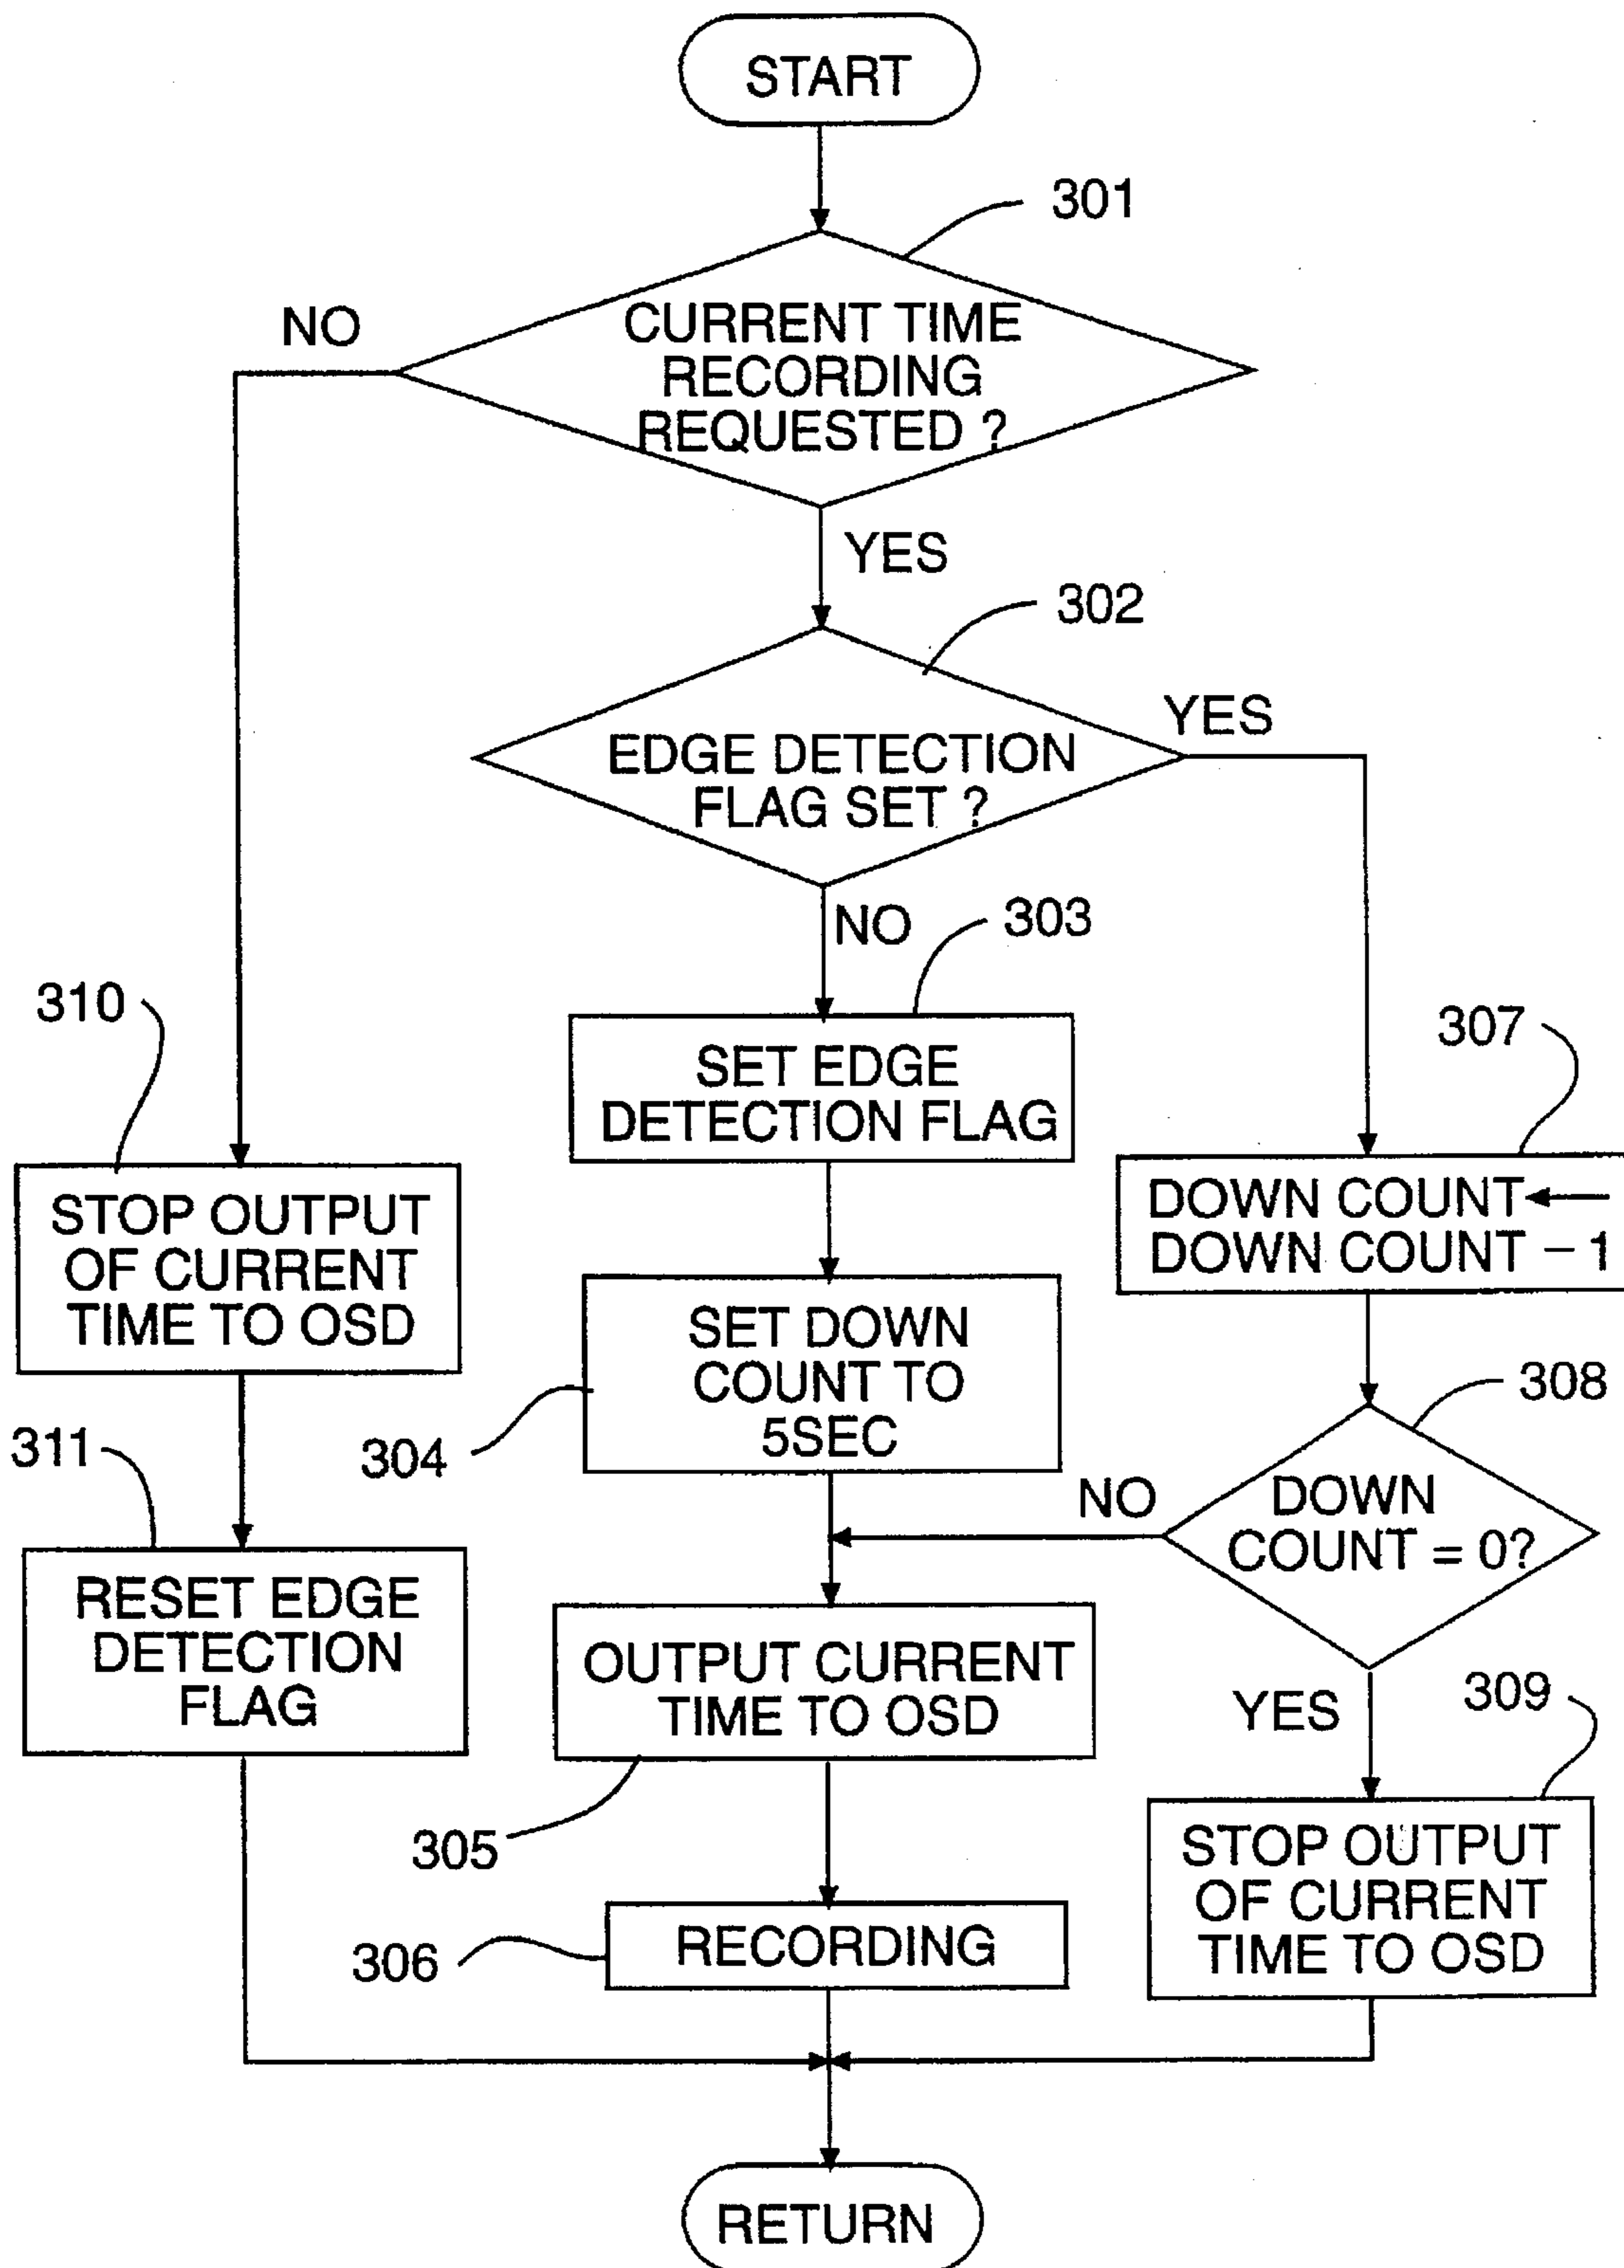 START
301
NO
CURRENT TIME
RECORDING
REQUESTED ?
YES
302
YES
EDGE DETECTION
FLAG SET ?
NO
303
310
307
SET EDGE
DETECTION FLAG
STOP OUTPUT
OF CURRENT
TIME TO OSD
DOWN COUNT ←
DOWN COUNT – 1
SET DOWN
COUNT TO
5SEC
308
311
304
NO
DOWN
COUNT = 0?
RESET EDGE
DETECTION
FLAG
OUTPUT CURRENT
TIME TO OSD
YES
309
305
STOP OUTPUT
OF CURRENT
TIME TO OSD
306
RECORDING
RETURN